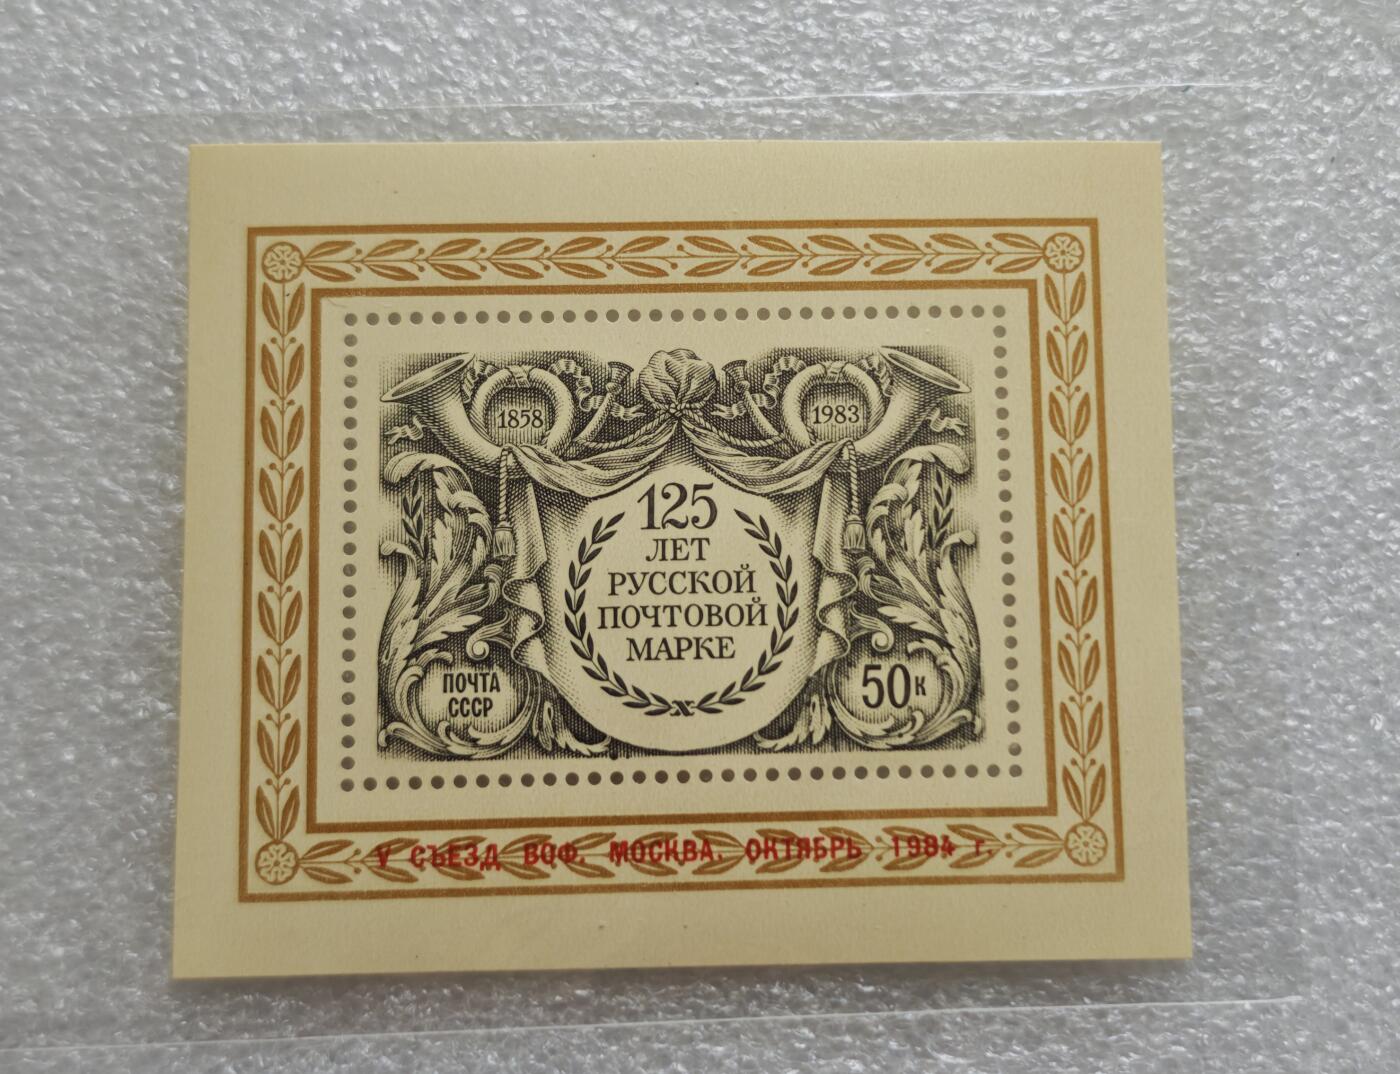 1858
1983
125
ЛЕТ
РУССКОЙ
ПОЧТОВОЙ
МАРКЕ
ПОЧТА
СССР
50к
V СЪЕЗД ВОФ. МОСКВА. ОКТЯБРЬ 1984 г.